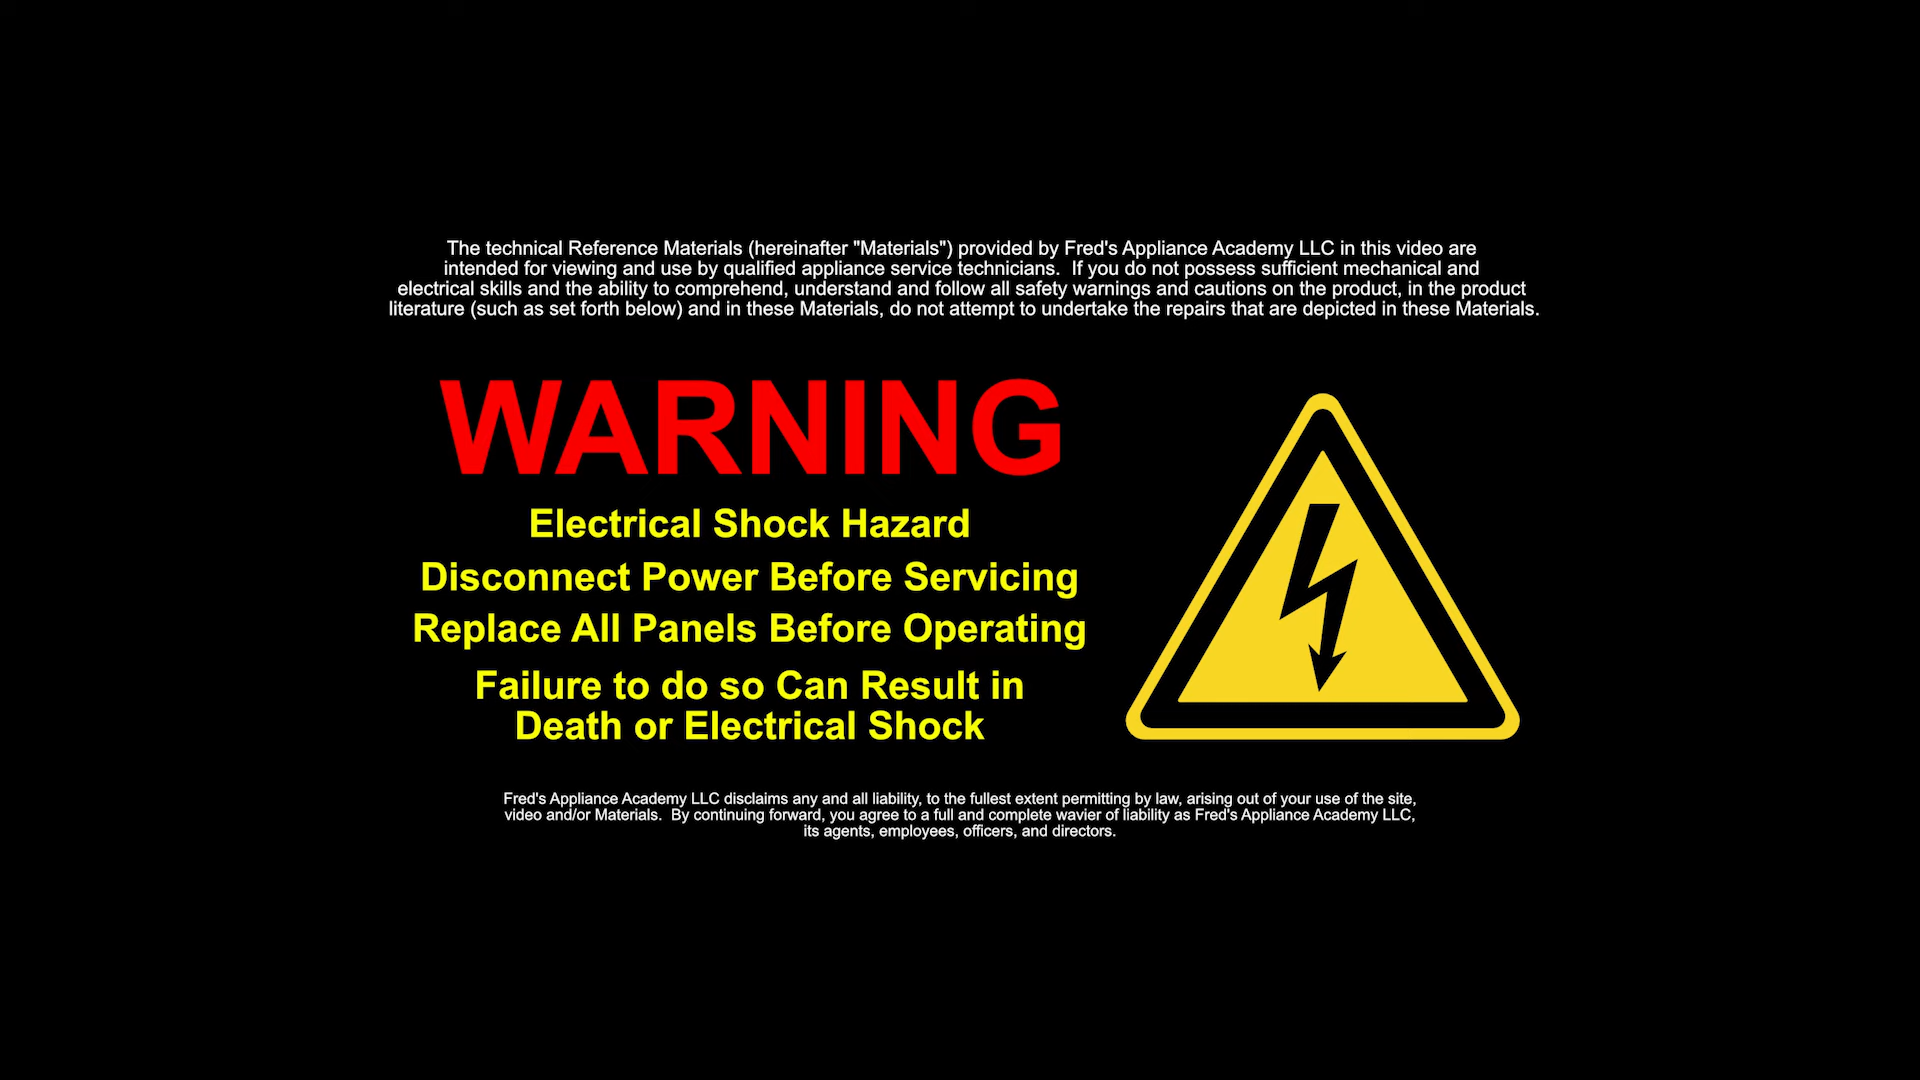 The technical Reference Materials (hereinafter "Materials") provided by Fred's Appliance Academy LLC in this video are
intended for viewing and use by qualified appliance service technicians.  If you do not possess sufficient mechanical and
electrical skills and the ability to comprehend, understand and follow all safety warnings and cautions on the product, in the product
literature (such as set forth below) and in these Materials, do not attempt to undertake the repairs that are depicted in these Materials.
WARNING
Electrical Shock Hazard
Disconnect Power Before Servicing
Replace All Panels Before Operating
Failure to do so Can Result in
Death or Electrical Shock
Fred's Appliance Academy LLC disclaims any and all liability, to the fullest extent permitting by law, arising out of your use of the site,
video and/or Materials.  By continuing forward, you agree to a full and complete wavier of liability as Fred's Appliance Academy LLC,
its agents, employees, officers, and directors.